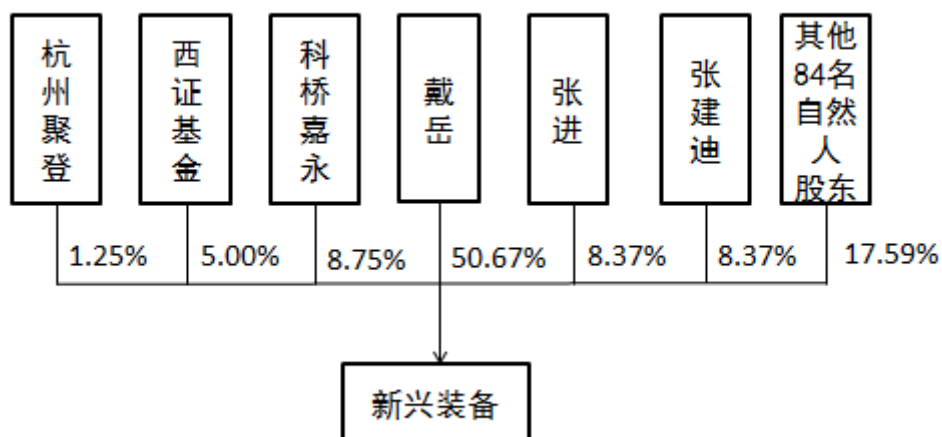 杭州聚登
西证基金
科桥嘉永
戴岳
张进
张建迪
其他
84名
自然
人
股东
1.25%
5.00%
8.75%
50.67%
8.37%
8.37%
17.59%
新兴装备